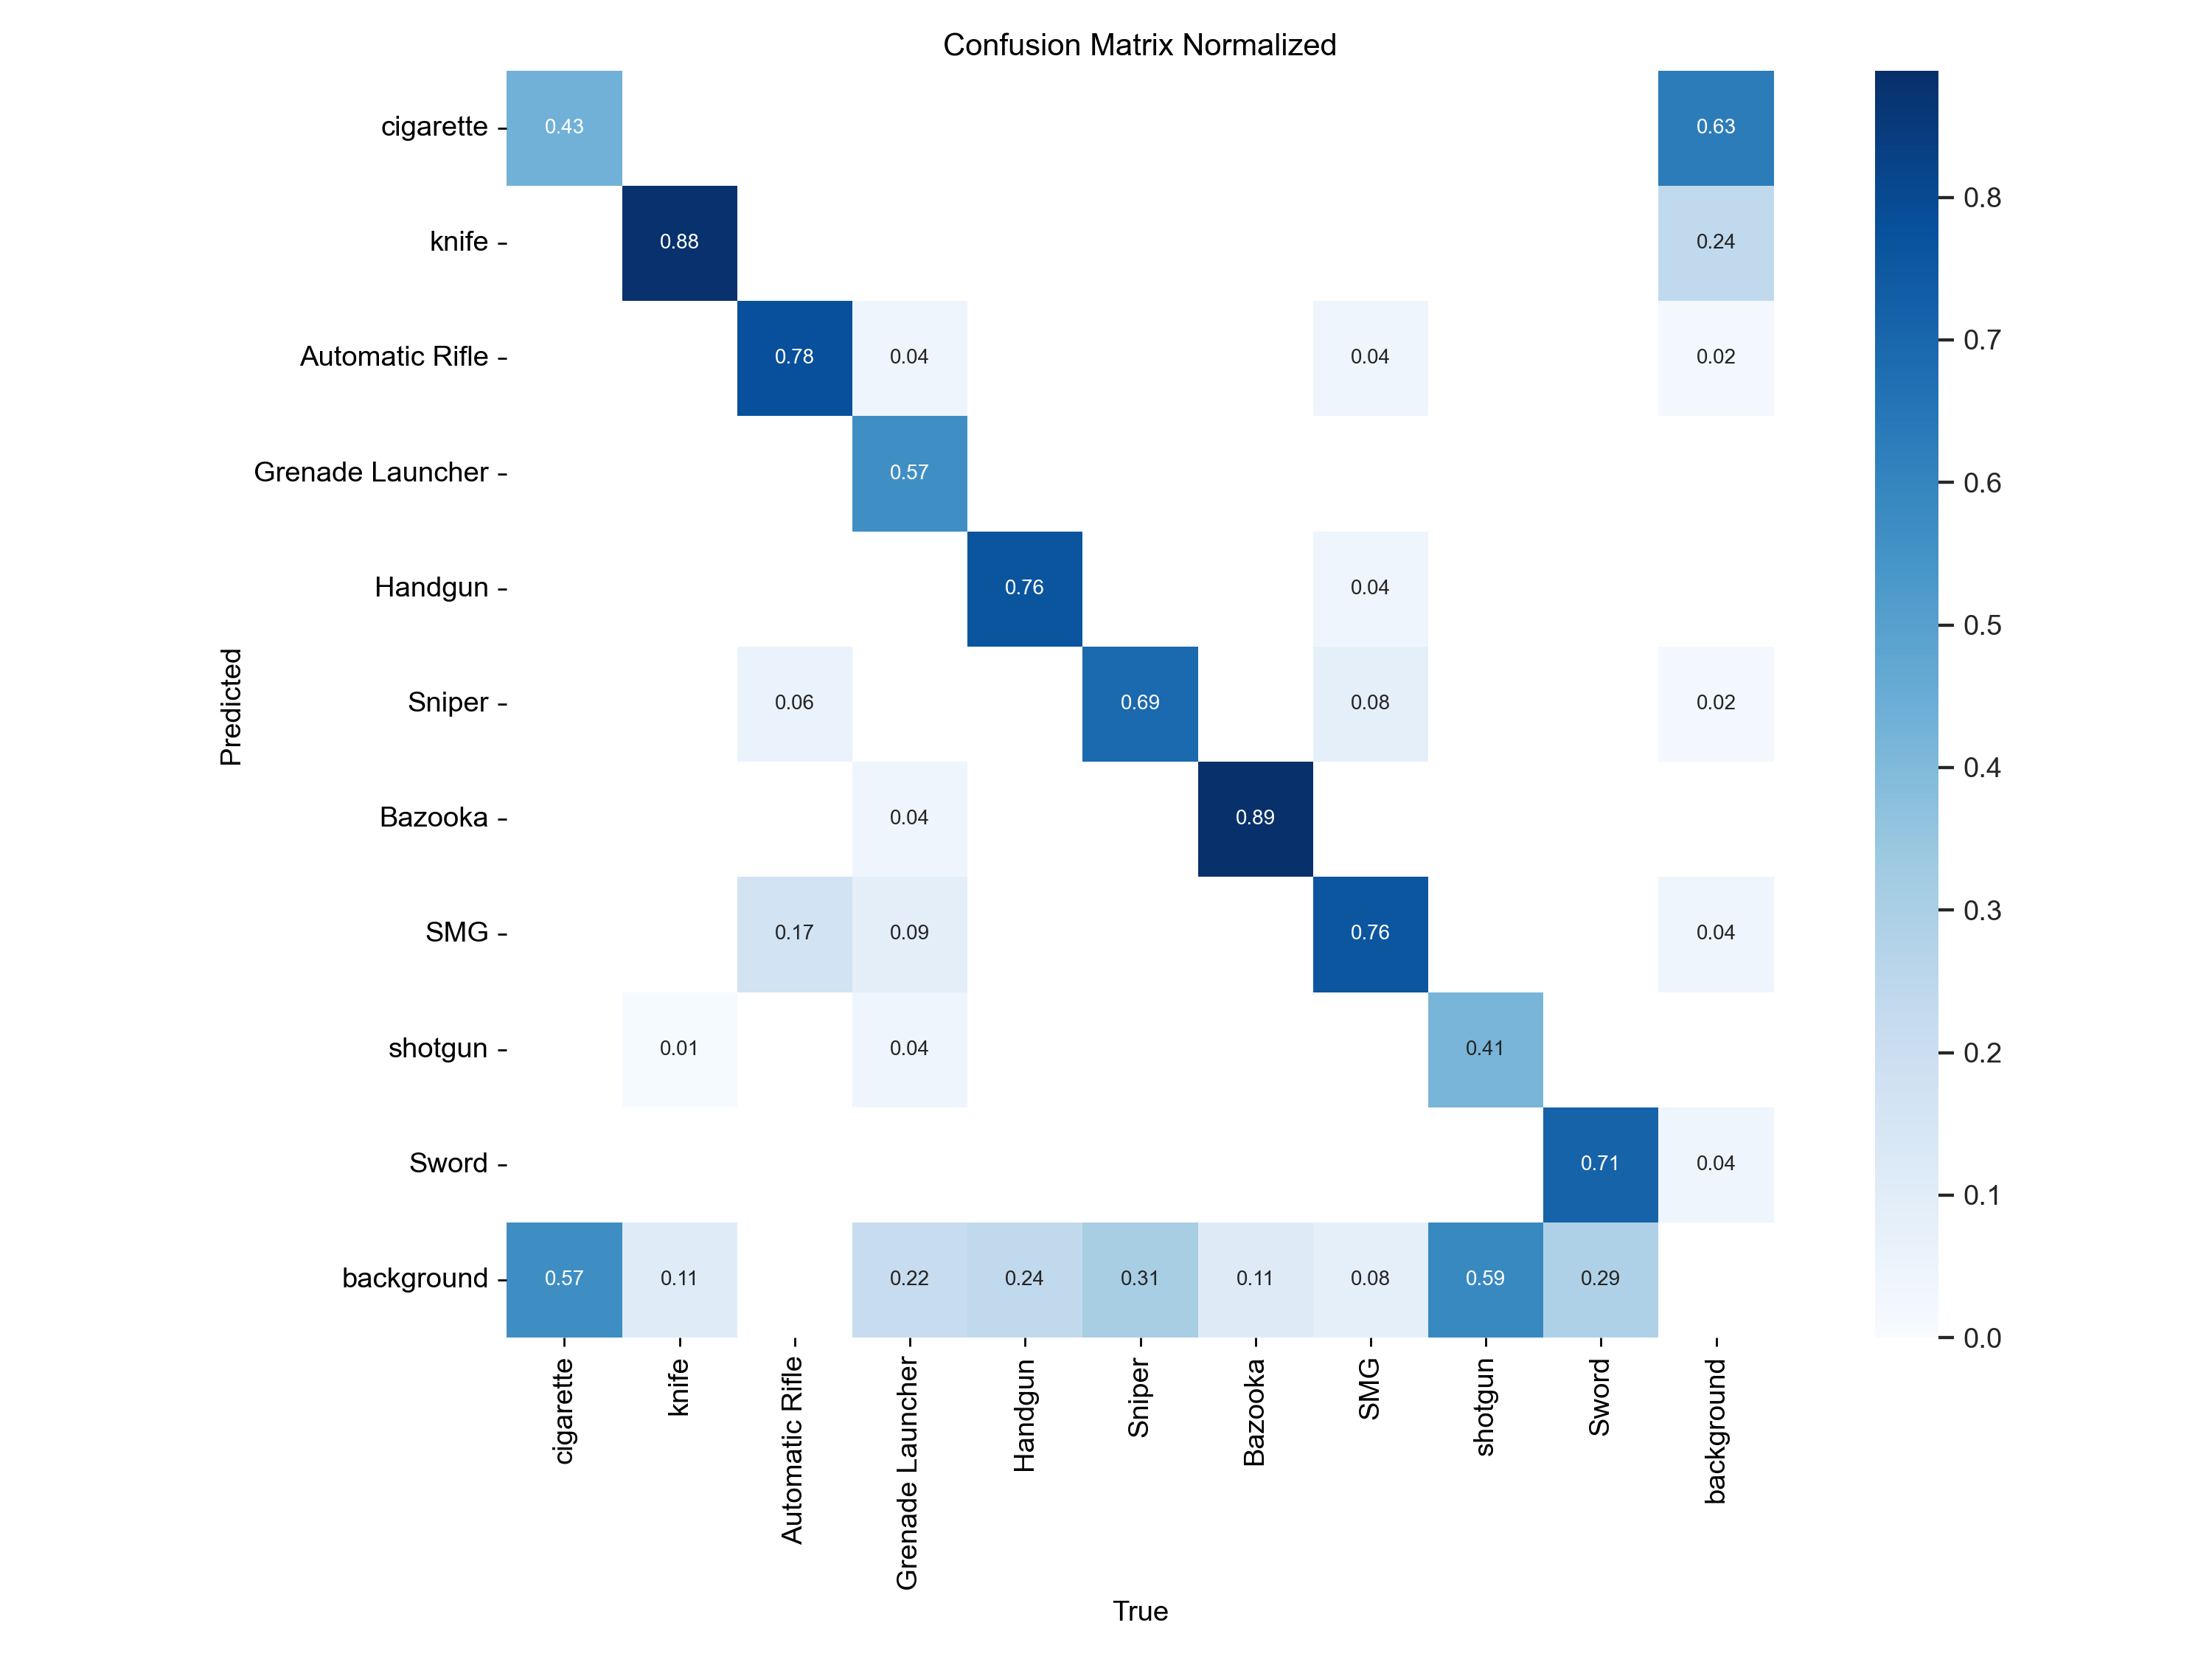 Confusion Matrix Normalized
cigarette 0.43 0.63
knife 0.88 0.24
0.8
Automatic Rifle 0.78 0.04 0.04 0.02
0.7
Grenade Launcher 0.57
0.6
Handgun 0.76 0.04
0.5
Predicted
Sniper 0.06 0.69 0.08 0.02
0.4
Bazooka 0.04 0.89
0.3
SMG 0.17 0.09 0.76 0.04
shotgun 0.01 0.04 0.41
0.2
Sword 0.71 0.04
0.1
background 0.57 0.11 0.22 0.24 0.31 0.11 0.08 0.59 0.29
0.0
cigarette
knife
Automatic Rifle
Grenade Launcher
Handgun
Sniper
Bazooka
SMG
shotgun
Sword
background
True